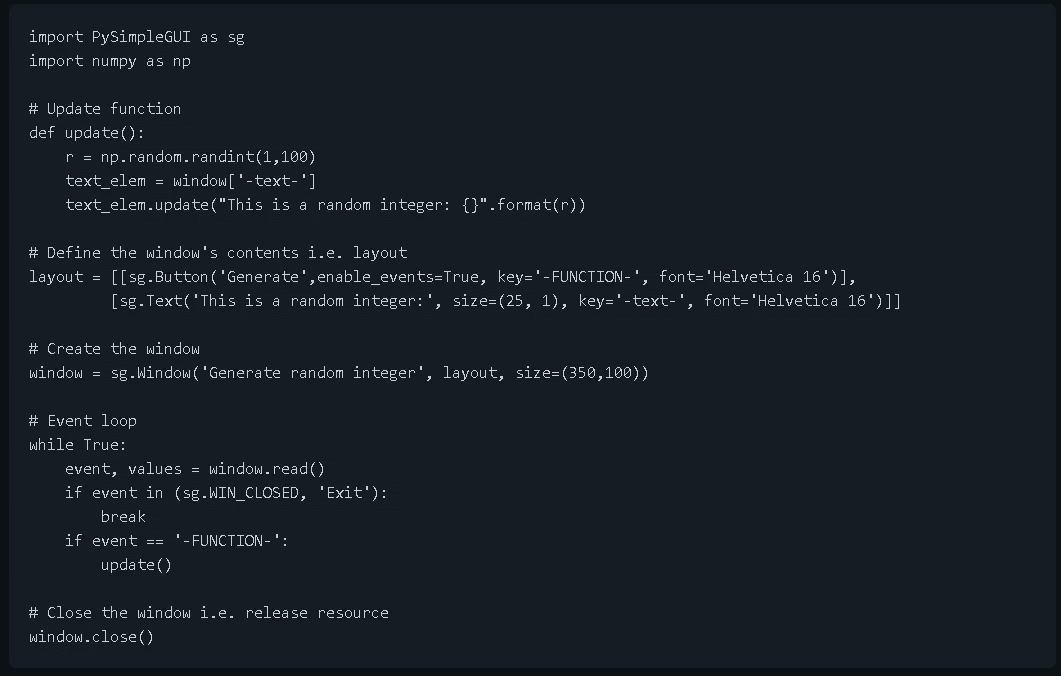 import PySimpleGUI as sg
import numpy as np

# Update function
def update():
    r = np.random.randint(1,100)
    text_elem = window['-text-']
    text_elem.update("This is a random integer: {}".format(r))

# Define the window's contents i.e. layout
layout = [[sg.Button('Generate',enable_events=True, key='-FUNCTION-', font='Helvetica 16')],
         [sg.Text('This is a random integer:', size=(25, 1), key='-text-', font='Helvetica 16')]]

# Create the window
window = sg.Window('Generate random integer', layout, size=(350,100))

# Event loop
while True:
    event, values = window.read()
    if event in (sg.WIN_CLOSED, 'Exit'):
        break
    if event == '-FUNCTION-':
        update()

# Close the window i.e. release resource
window.close()